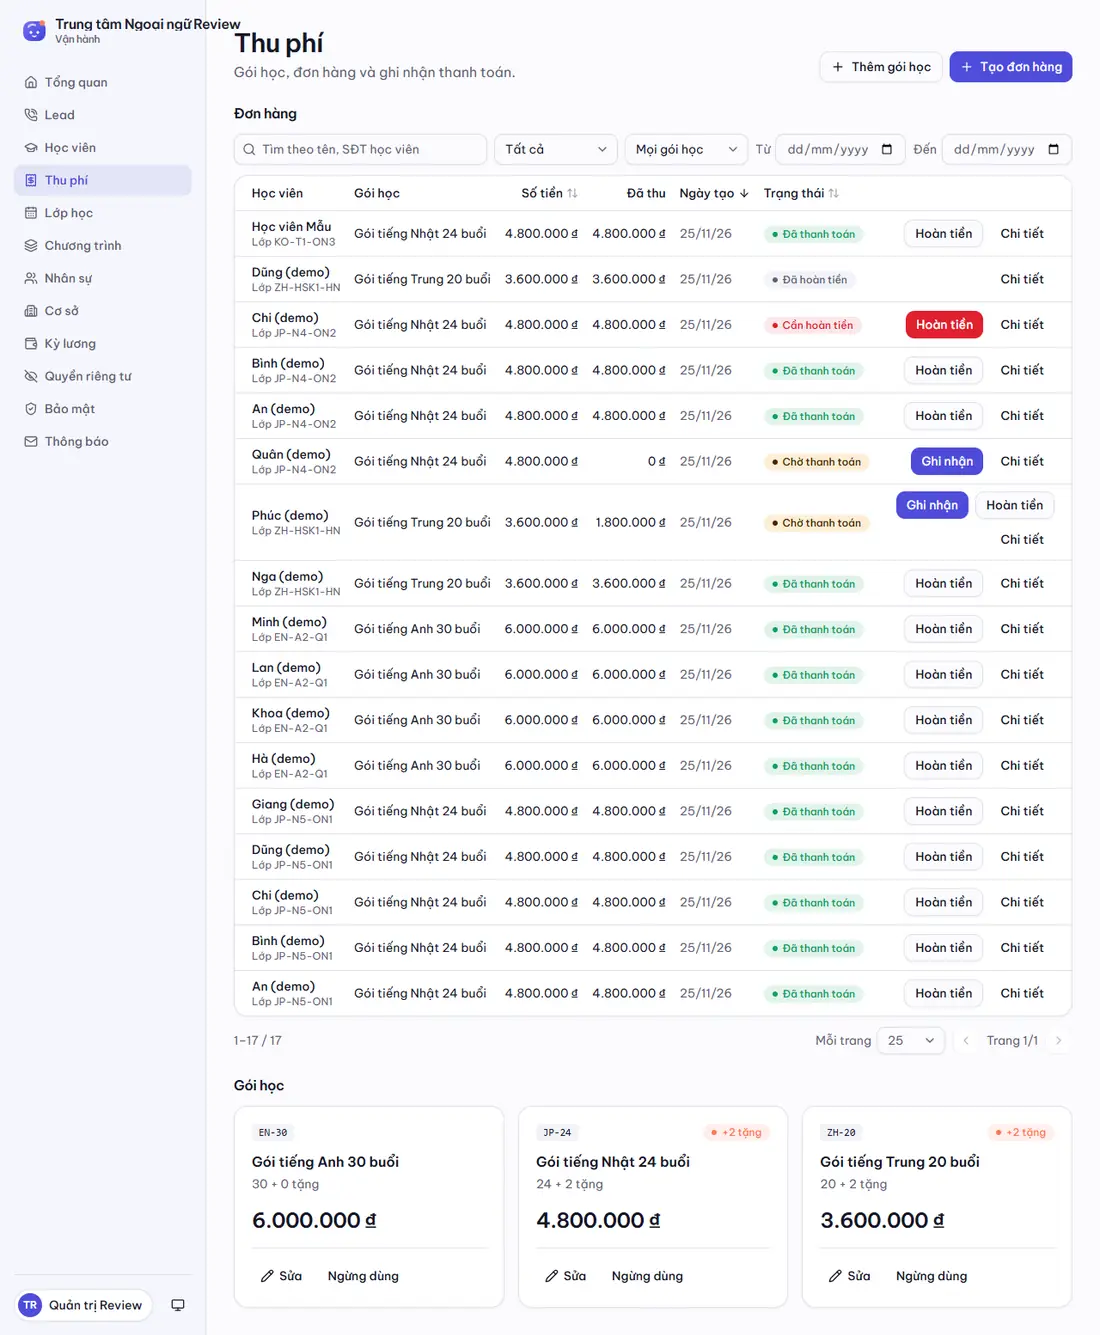 Trung tâm Ngoại ngữ Review
Vận hành
Tổng quan
Lead
Học viên
Thu phí
Lớp học
Chương trình
Nhân sự
Cơ sở
Kỳ lương
Quyền riêng tư
Bảo mật
Thông báo
TR Quản trị Review
Thu phí
Gói học, đơn hàng và ghi nhận thanh toán.
Thêm gói học
Tạo đơn hàng
Đơn hàng
Tìm theo tên, SĐT học viên Tất cả Mọi gói học Từ dd/mm/yyyy Đến dd/mm/yyyy
Học viên Gói học Số tiền Đã thu Ngày tạo Trạng thái
Học viên Mẫu
Lớp KO-T1-ON3
Gói tiếng Nhật 24 buổi 4.800.000 ₫ 4.800.000 ₫ 25/11/26 Đã thanh toán Hoàn tiền Chi tiết
Dũng (demo)
Lớp ZH-HSK1-HN
Gói tiếng Trung 20 buổi 3.600.000 ₫ 3.600.000 ₫ 25/11/26 Đã hoàn tiền Chi tiết
Chi (demo)
Lớp JP-N4-ON2
Gói tiếng Nhật 24 buổi 4.800.000 ₫ 4.800.000 ₫ 25/11/26 Cần hoàn tiền Hoàn tiền Chi tiết
Bình (demo)
Lớp JP-N4-ON2
Gói tiếng Nhật 24 buổi 4.800.000 ₫ 4.800.000 ₫ 25/11/26 Đã thanh toán Hoàn tiền Chi tiết
An (demo)
Lớp JP-N4-ON2
Gói tiếng Nhật 24 buổi 4.800.000 ₫ 4.800.000 ₫ 25/11/26 Đã thanh toán Hoàn tiền Chi tiết
Quân (demo)
Lớp JP-N4-ON2
Gói tiếng Nhật 24 buổi 4.800.000 ₫ 0 ₫ 25/11/26 Chờ thanh toán Ghi nhận Chi tiết
Phúc (demo)
Lớp ZH-HSK1-HN
Gói tiếng Trung 20 buổi 3.600.000 ₫ 1.800.000 ₫ 25/11/26 Chờ thanh toán Ghi nhận Hoàn tiền
Chi tiết
Nga (demo)
Lớp ZH-HSK1-HN
Gói tiếng Trung 20 buổi 3.600.000 ₫ 3.600.000 ₫ 25/11/26 Đã thanh toán Hoàn tiền Chi tiết
Minh (demo)
Lớp EN-A2-Q1
Gói tiếng Anh 30 buổi 6.000.000 ₫ 6.000.000 ₫ 25/11/26 Đã thanh toán Hoàn tiền Chi tiết
Lan (demo)
Lớp EN-A2-Q1
Gói tiếng Anh 30 buổi 6.000.000 ₫ 6.000.000 ₫ 25/11/26 Đã thanh toán Hoàn tiền Chi tiết
Khoa (demo)
Lớp EN-A2-Q1
Gói tiếng Anh 30 buổi 6.000.000 ₫ 6.000.000 ₫ 25/11/26 Đã thanh toán Hoàn tiền Chi tiết
Hà (demo)
Lớp EN-A2-Q1
Gói tiếng Anh 30 buổi 6.000.000 ₫ 6.000.000 ₫ 25/11/26 Đã thanh toán Hoàn tiền Chi tiết
Giang (demo)
Lớp JP-N5-ON1
Gói tiếng Nhật 24 buổi 4.800.000 ₫ 4.800.000 ₫ 25/11/26 Đã thanh toán Hoàn tiền Chi tiết
Dũng (demo)
Lớp JP-N5-ON1
Gói tiếng Nhật 24 buổi 4.800.000 ₫ 4.800.000 ₫ 25/11/26 Đã thanh toán Hoàn tiền Chi tiết
Chi (demo)
Lớp JP-N5-ON1
Gói tiếng Nhật 24 buổi 4.800.000 ₫ 4.800.000 ₫ 25/11/26 Đã thanh toán Hoàn tiền Chi tiết
Bình (demo)
Lớp JP-N5-ON1
Gói tiếng Nhật 24 buổi 4.800.000 ₫ 4.800.000 ₫ 25/11/26 Đã thanh toán Hoàn tiền Chi tiết
An (demo)
Lớp JP-N5-ON1
Gói tiếng Nhật 24 buổi 4.800.000 ₫ 4.800.000 ₫ 25/11/26 Đã thanh toán Hoàn tiền Chi tiết
1–17 / 17 Mỗi trang 25 Trang 1/1
Gói học
EN-30
Gói tiếng Anh 30 buổi
30 + 0 tặng
6.000.000 ₫
Sửa Ngừng dùng
JP-24 +2 tặng
Gói tiếng Nhật 24 buổi
24 + 2 tặng
4.800.000 ₫
Sửa Ngừng dùng
ZH-20 +2 tặng
Gói tiếng Trung 20 buổi
20 + 2 tặng
3.600.000 ₫
Sửa Ngừng dùng